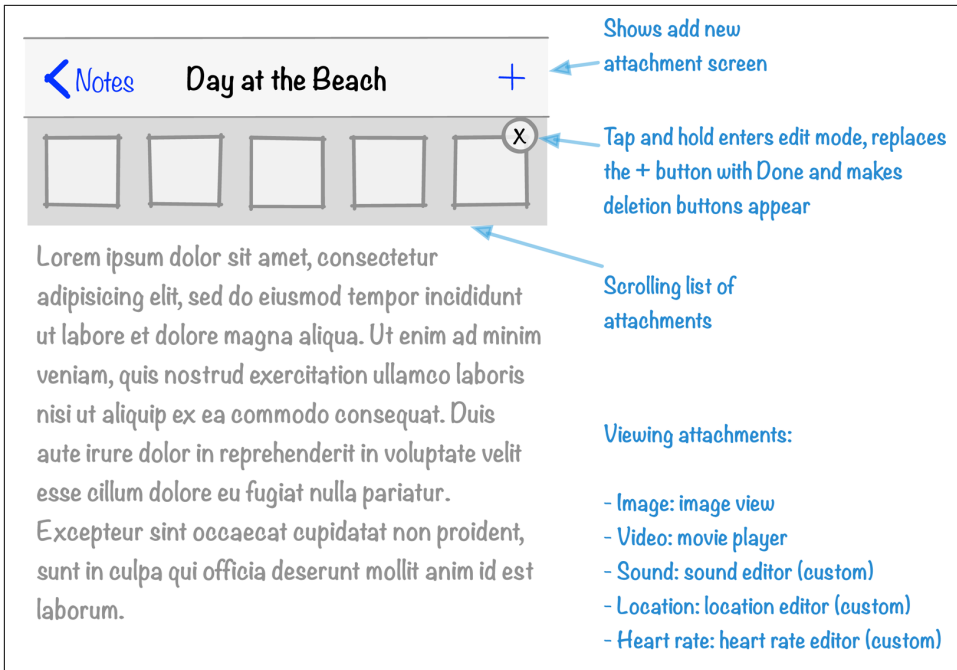 Shows add new
attachment screen
Notes
Day at the Beach
+
X
Tap and hold enters edit mode, replaces
the + button with Done and makes
deletion buttons appear
Scrolling list of
attachments
Lorem ipsum dolor sit amet, consectetur
adipisicing elit, sed do eiusmod tempor incididunt
ut labore et dolore magna aliqua. Ut enim ad minim
veniam, quis nostrud exercitation ullamco laboris
nisi ut aliquip ex ea commodo consequat. Duis
aute irure dolor in reprehenderit in voluptate velit
esse cillum dolore eu fugiat nulla pariatur.
Excepteur sint occaecat cupidatat non proident,
sunt in culpa qui officia deserunt mollit anim id est
laborum.
Viewing attachments:
- Image: image view
- Video: movie player
- Sound: sound editor (custom)
- Location: location editor (custom)
- Heart rate: heart rate editor (custom)